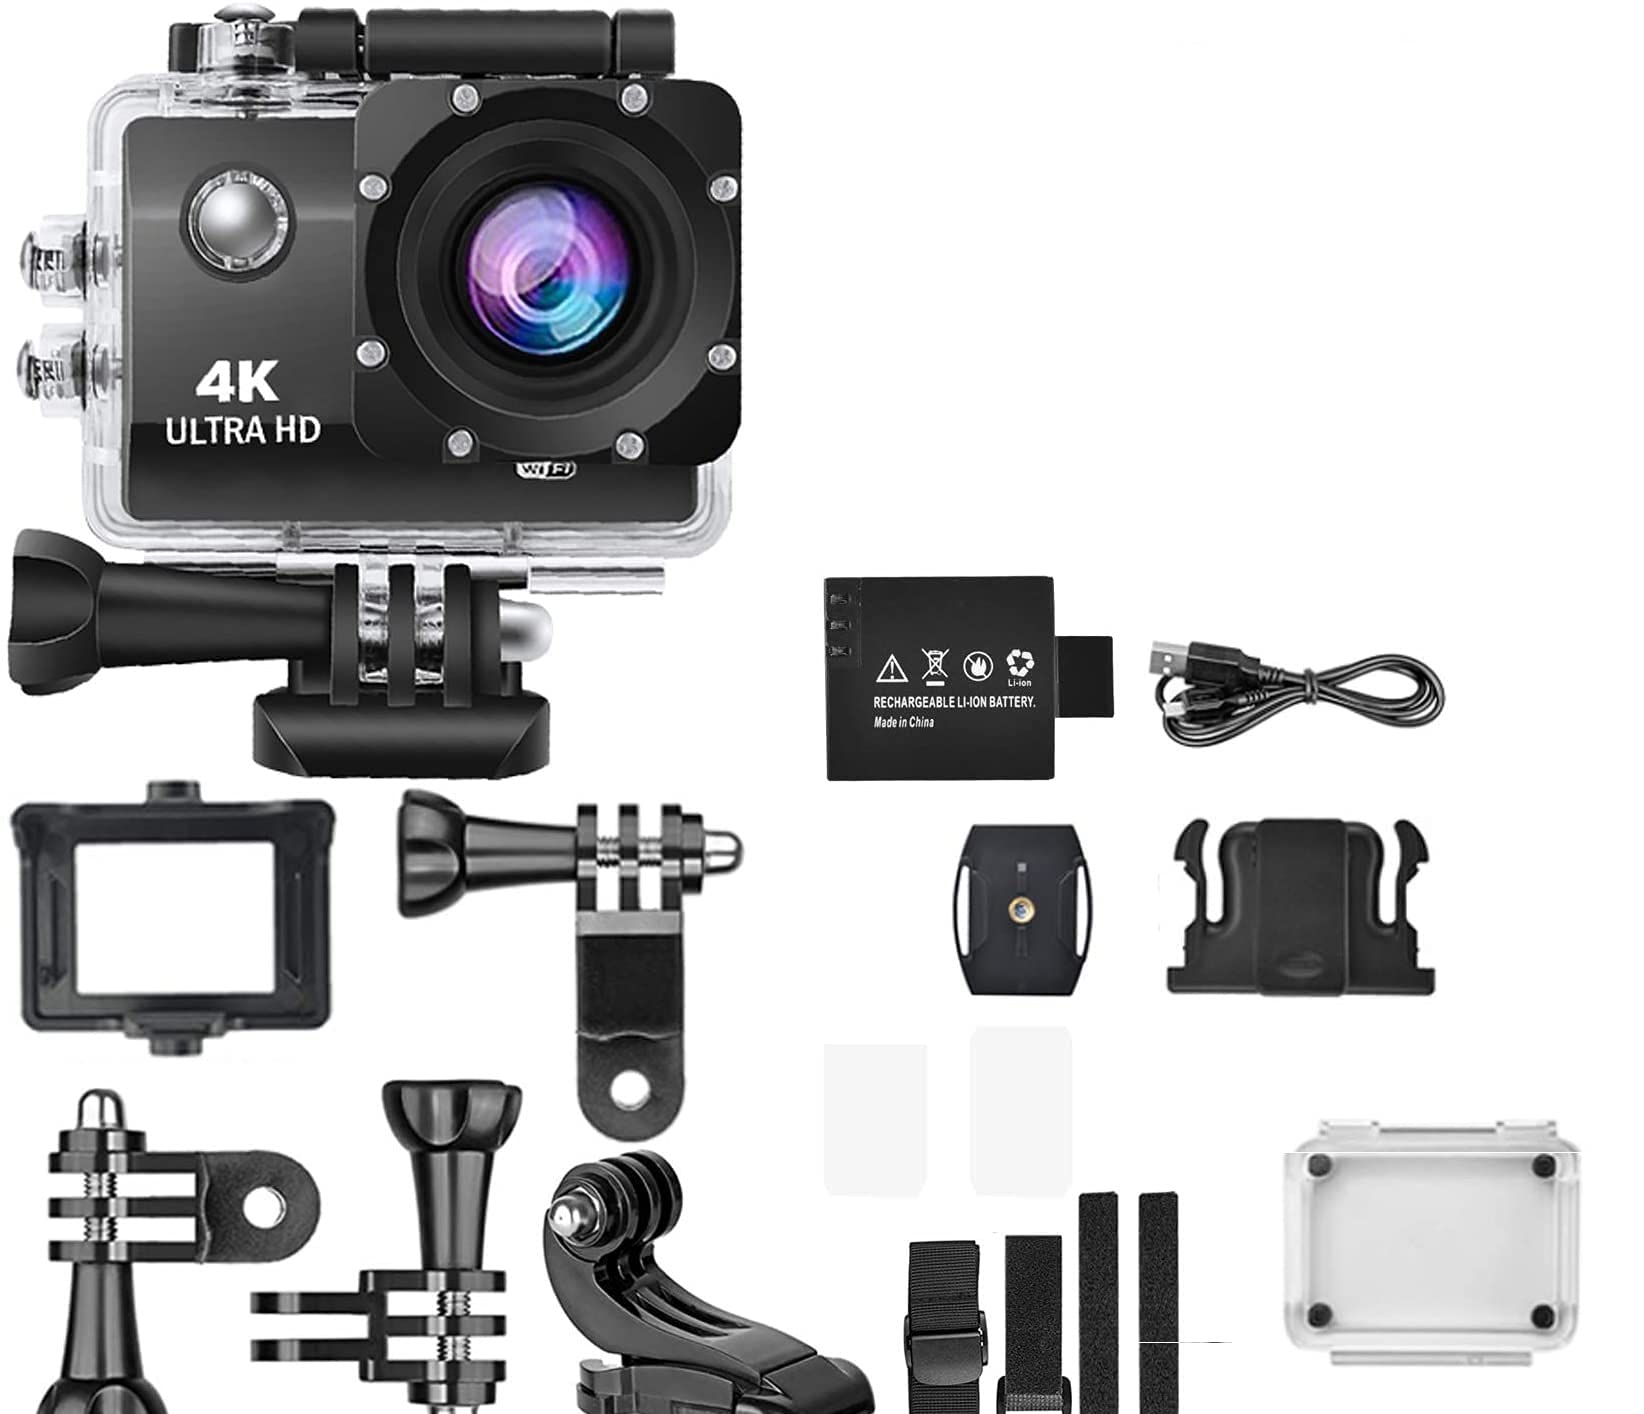 4K
ULTRA HD
WiFi
Li-ion
RECHARGEABLE LI-ION BATTERY.
Made in China